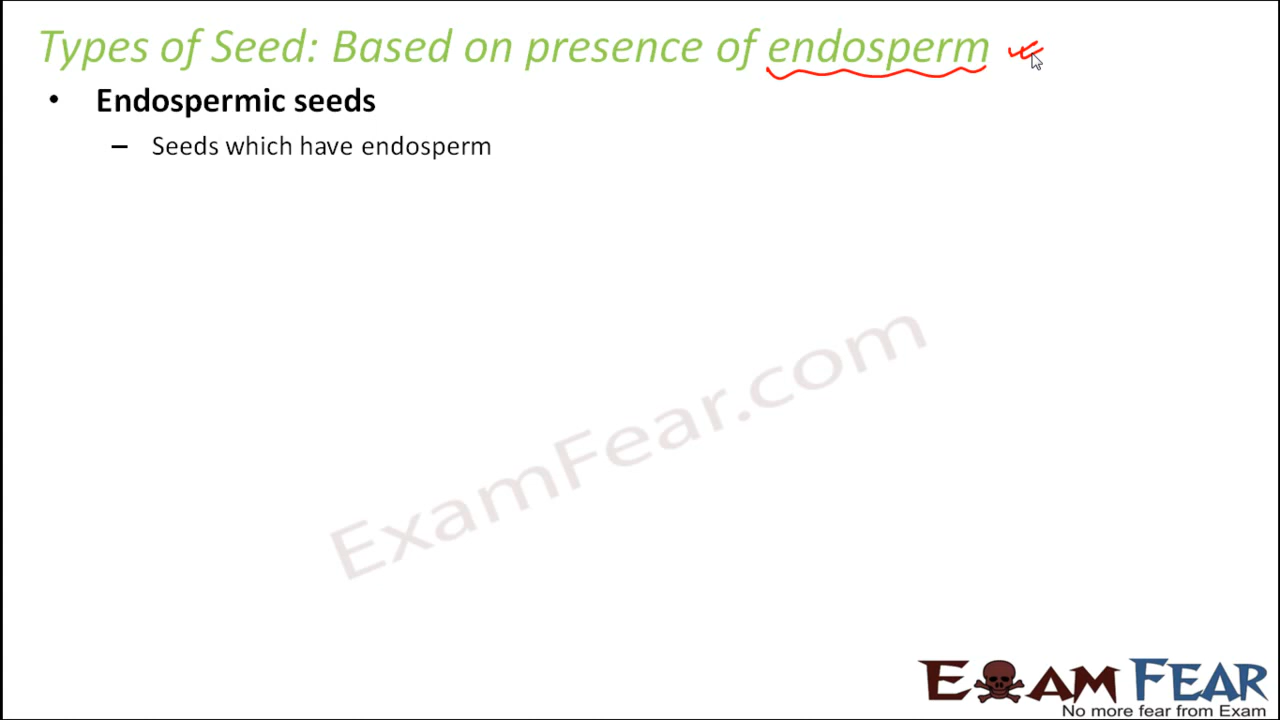 Types of Seed: Based on presence of endosperm
• Endospermic seeds
– Seeds which have endosperm
ExamFear.com
EXAM FEAR
No more fear from Exam